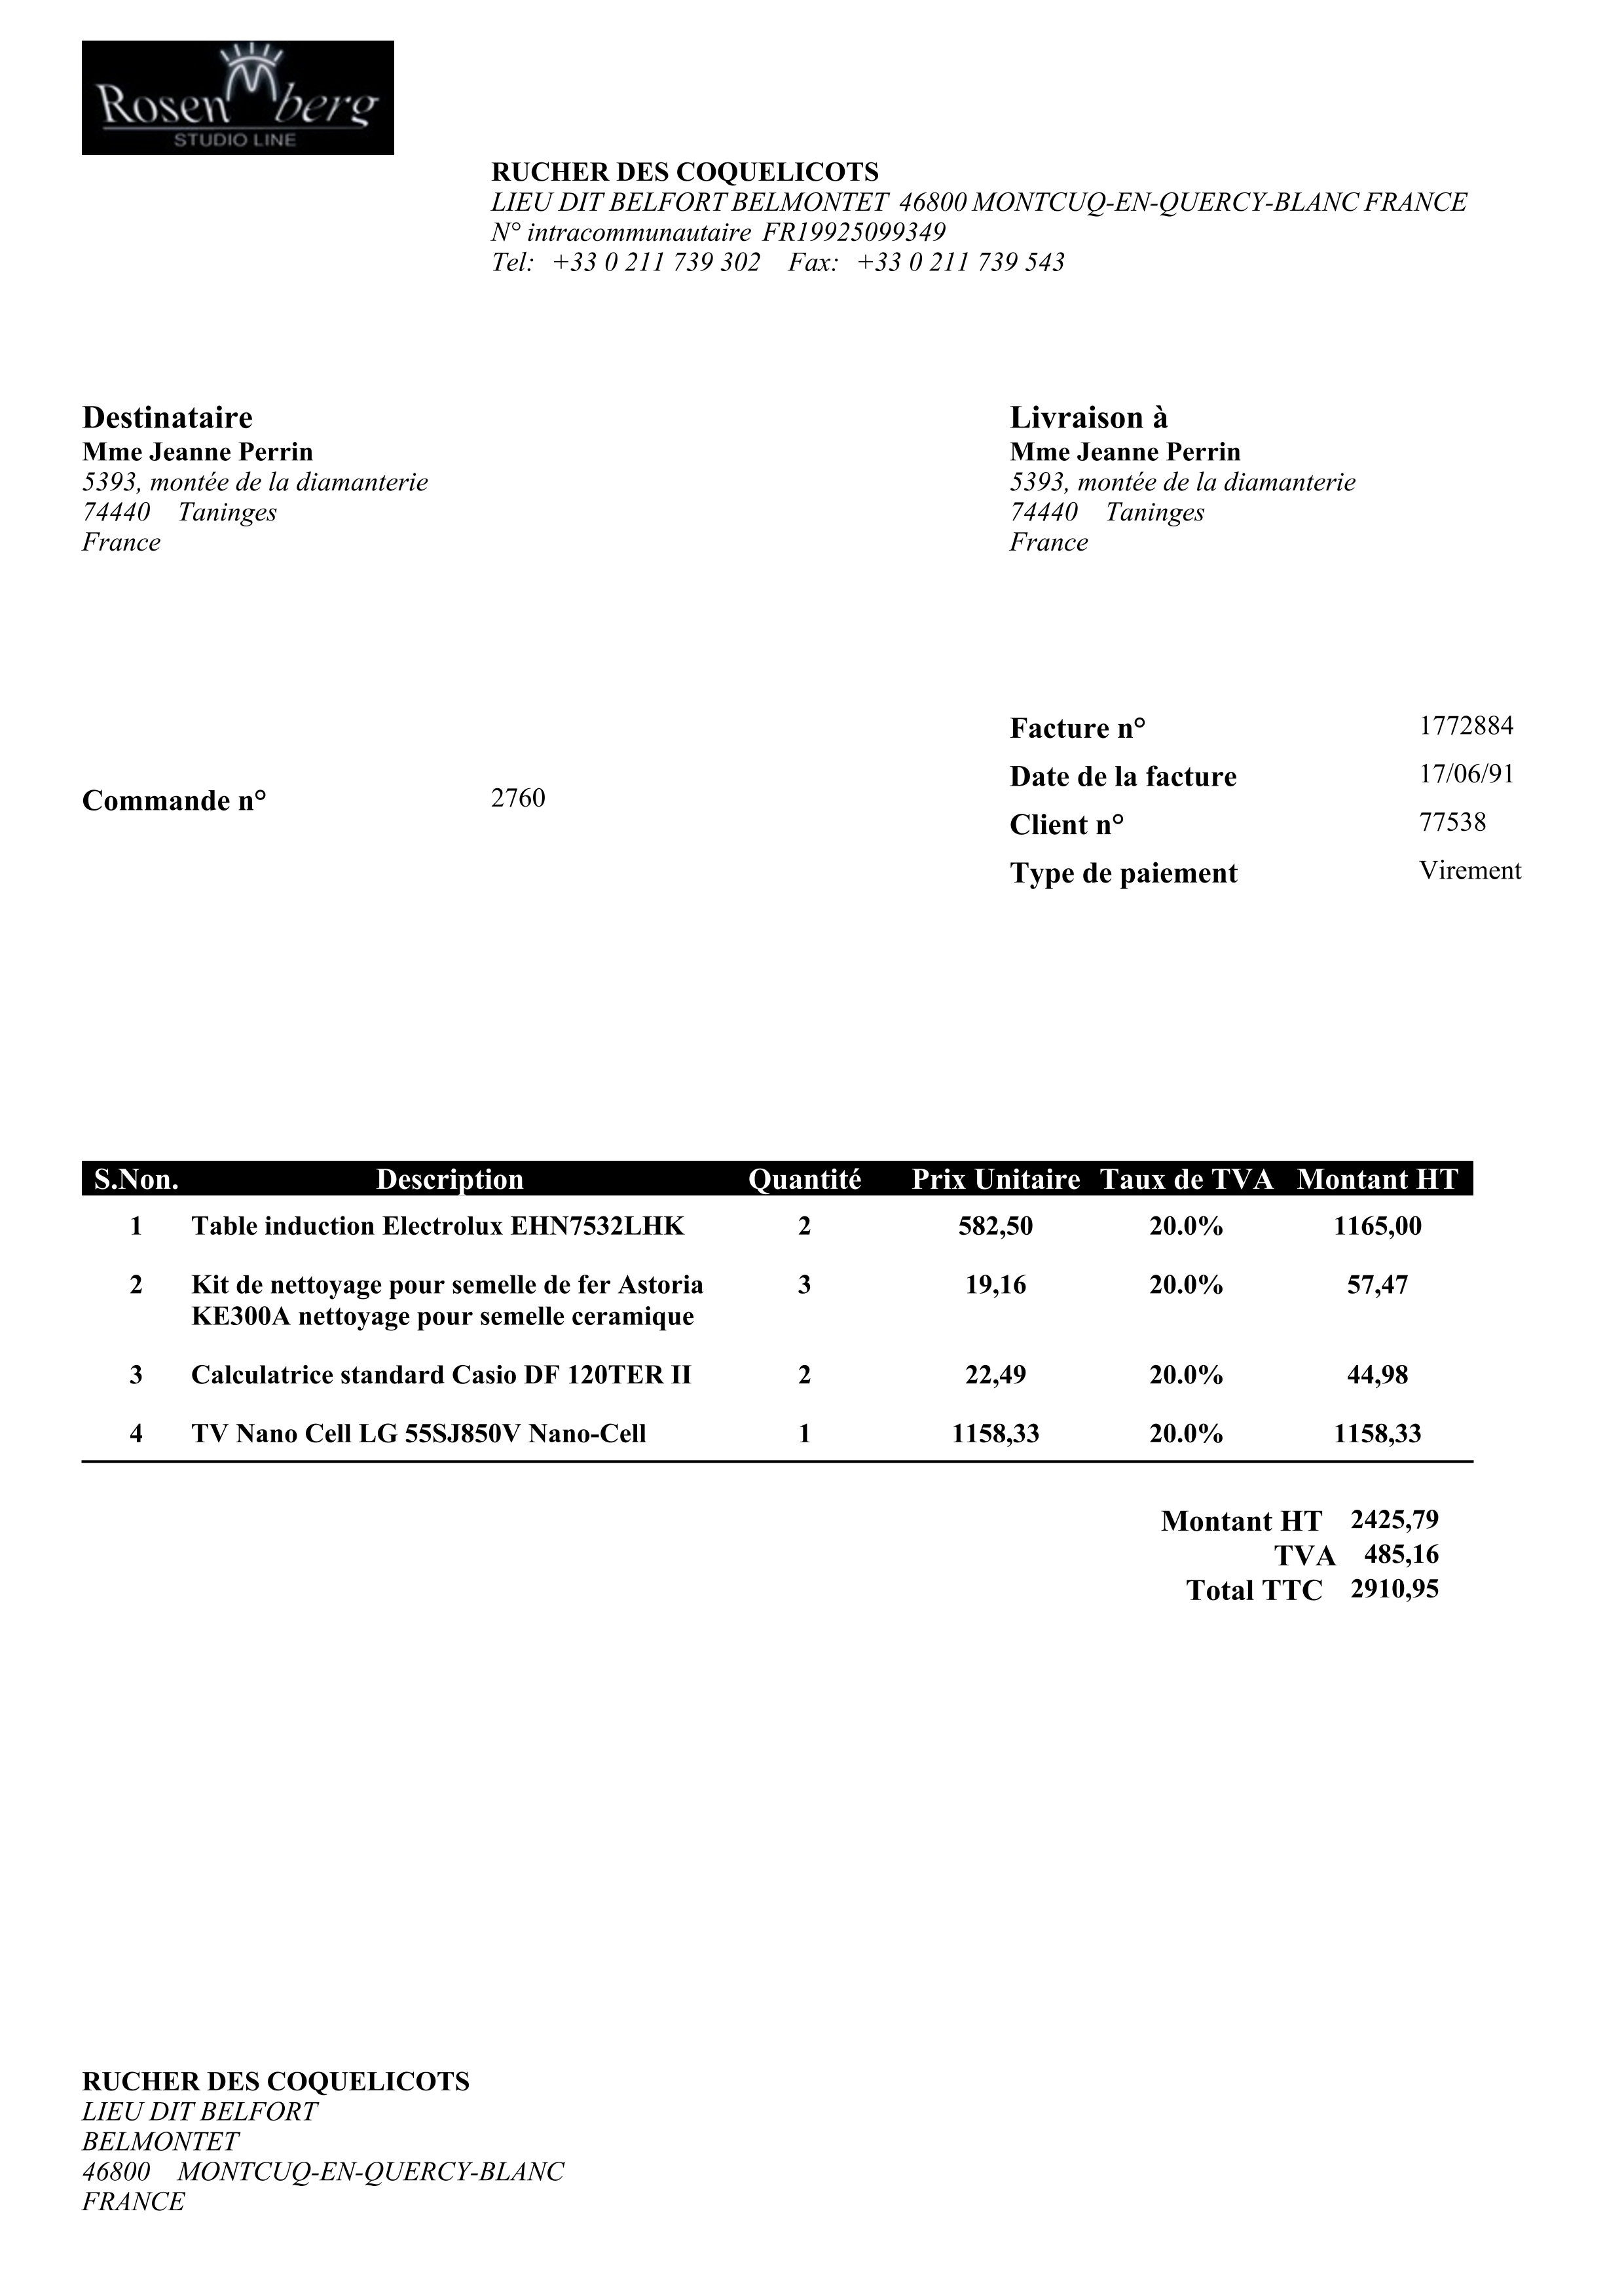 Rosenberg
STUDIO LINE
RUCHER DES COQUELICOTS
LIEU DIT BELFORT BELMONTET 46800 MONTCUQ-EN-QUERCY-BLANC FRANCE
N° intracommunautaire FR19925099349
Tel: +33 0 211 739 302 Fax: +33 0 211 739 543
Destinataire
Mme Jeanne Perrin
5393, montée de la diamanterie
74440 Taninges
France
Livraison à
Mme Jeanne Perrin
5393, montée de la diamanterie
74440 Taninges
France
Commande n° 2760
Facture n° 1772884
Date de la facture 17/06/91
Client n° 77538
Type de paiement Virement
S.Non. Description Quantité Prix Unitaire Taux de TVA Montant HT
1 Table induction Electrolux EHN7532LHK 2 582,50 20.0% 1165,00
2 Kit de nettoyage pour semelle de fer Astoria 3 19,16 20.0% 57,47
KE300A nettoyage pour semelle ceramique
3 Calculatrice standard Casio DF 120TER II 2 22,49 20.0% 44,98
4 TV Nano Cell LG 55SJ850V Nano-Cell 1 1158,33 20.0% 1158,33
Montant HT 2425,79
TVA 485,16
Total TTC 2910,95
RUCHER DES COQUELICOTS
LIEU DIT BELFORT
BELMONTET
46800 MONTCUQ-EN-QUERCY-BLANC
FRANCE